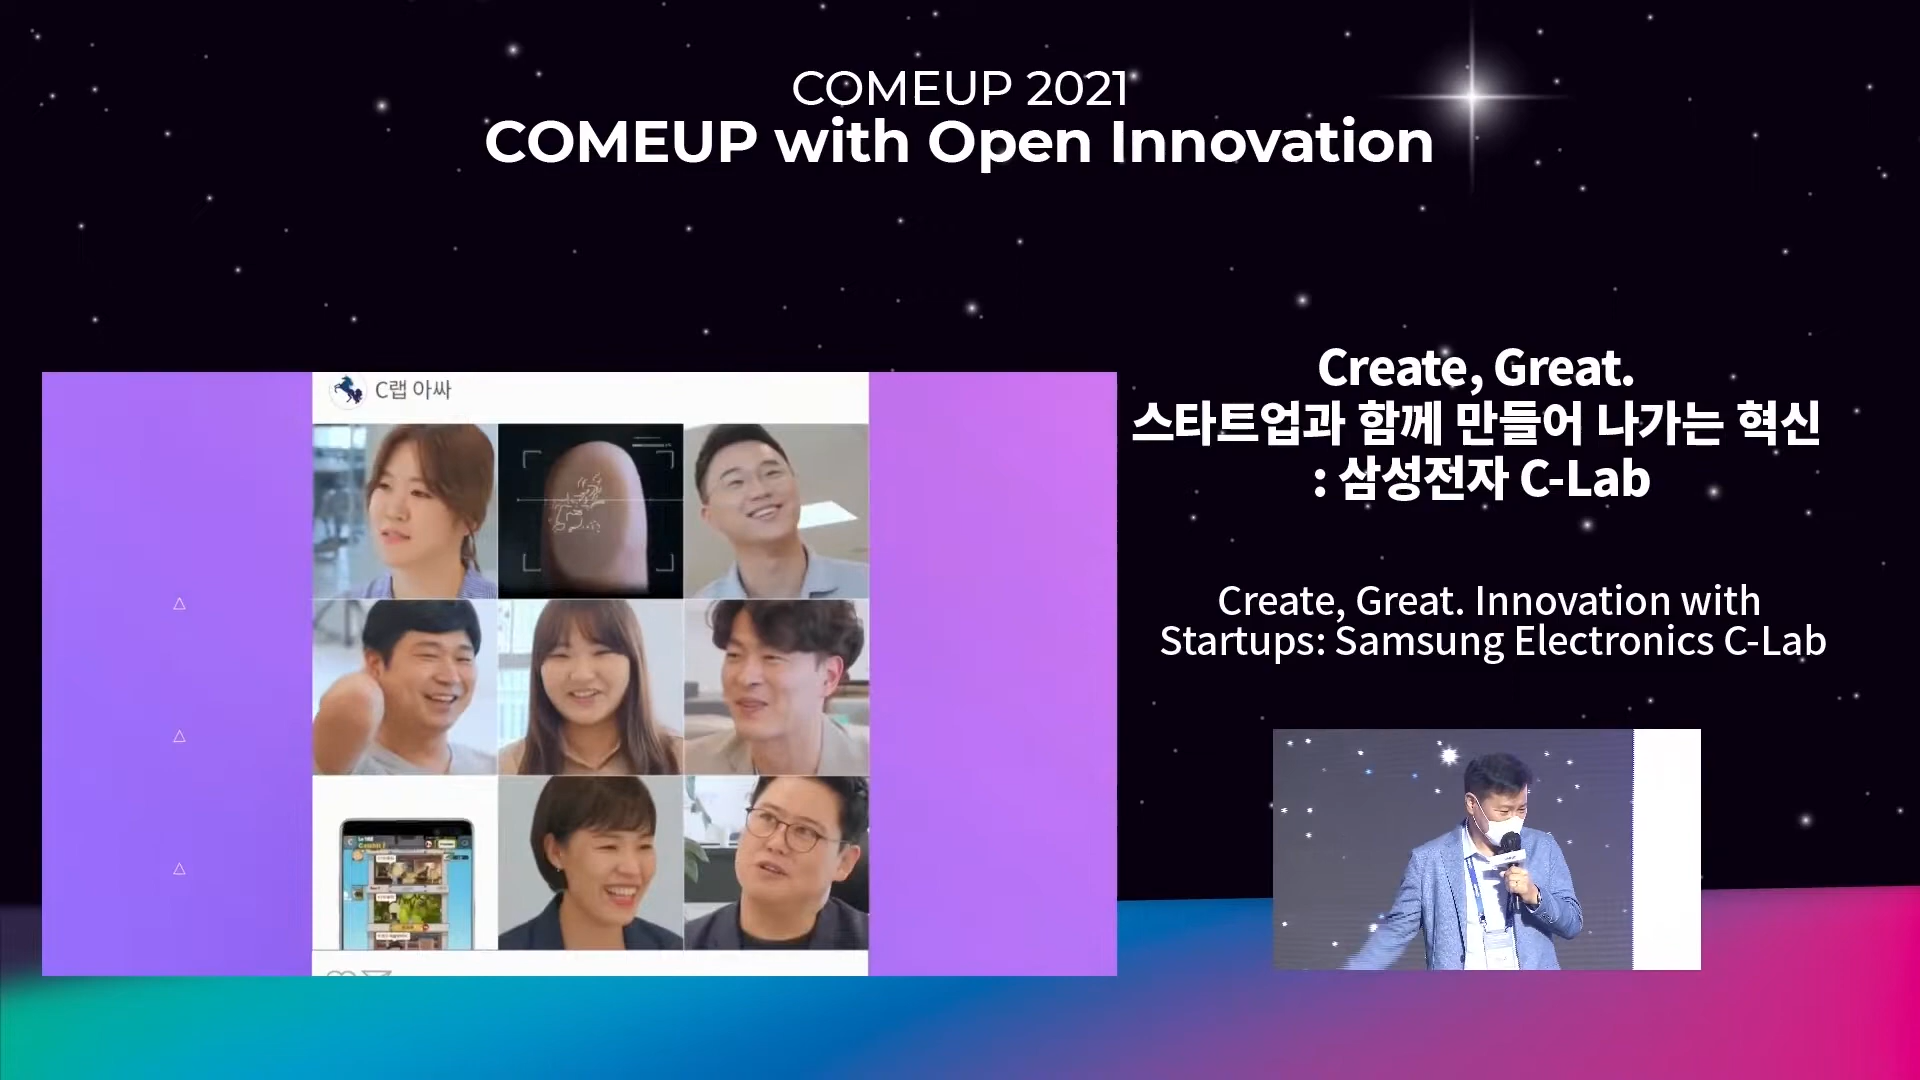 COMEUP 2021
COMEUP with Open Innovation
C랩 아싸
Create, Great.
스타트업과 함께 만들어 나가는 혁신
: 삼성전자 C-Lab
Create, Great. Innovation with
Startups: Samsung Electronics C-Lab